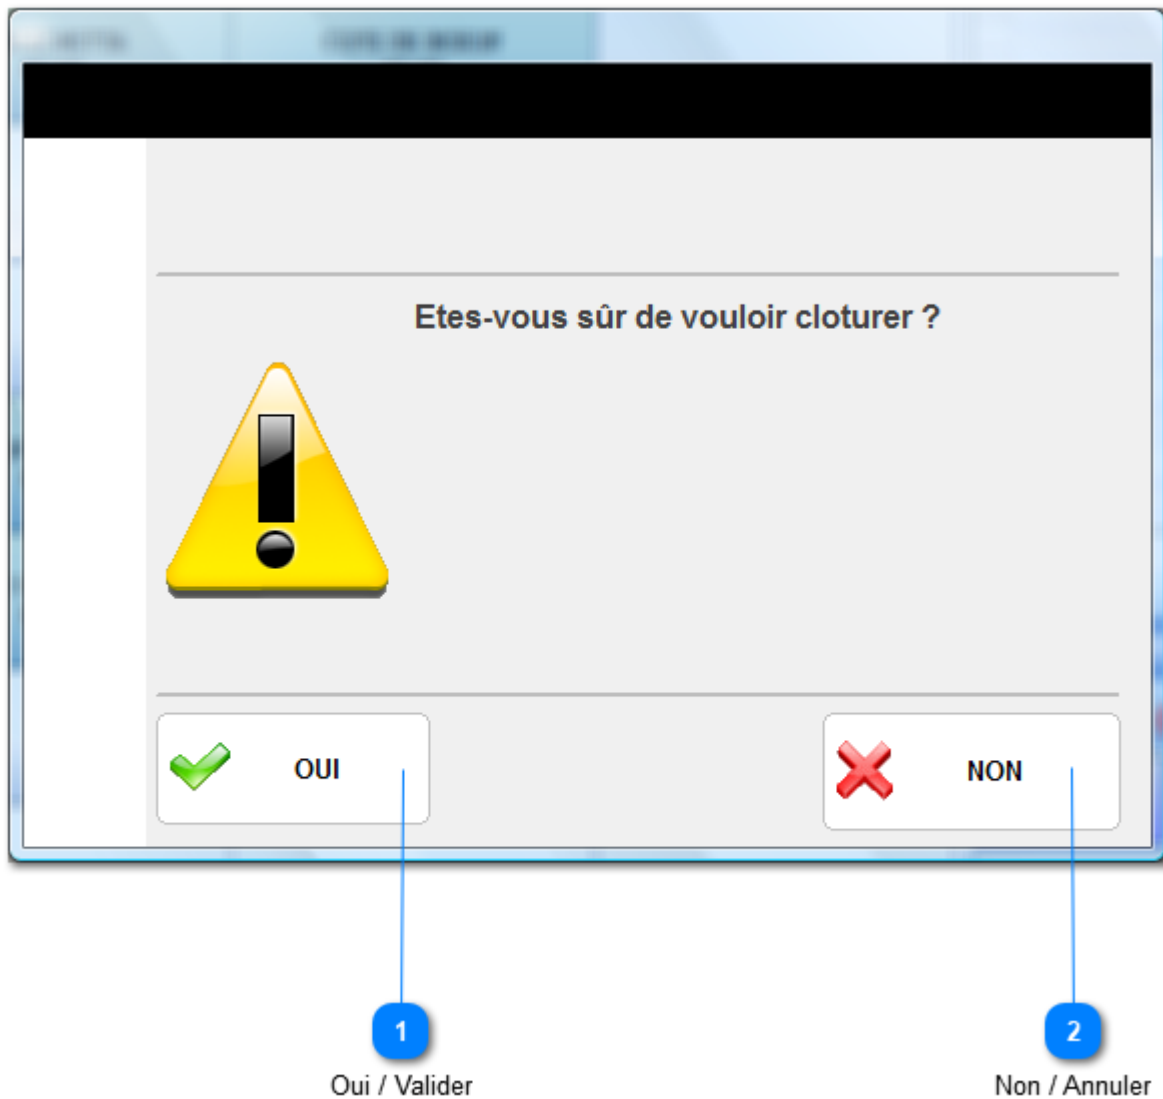 Etes-vous sûr de vouloir cloturer ?
OUI
NON
1
2
Oui / Valider
Non / Annuler